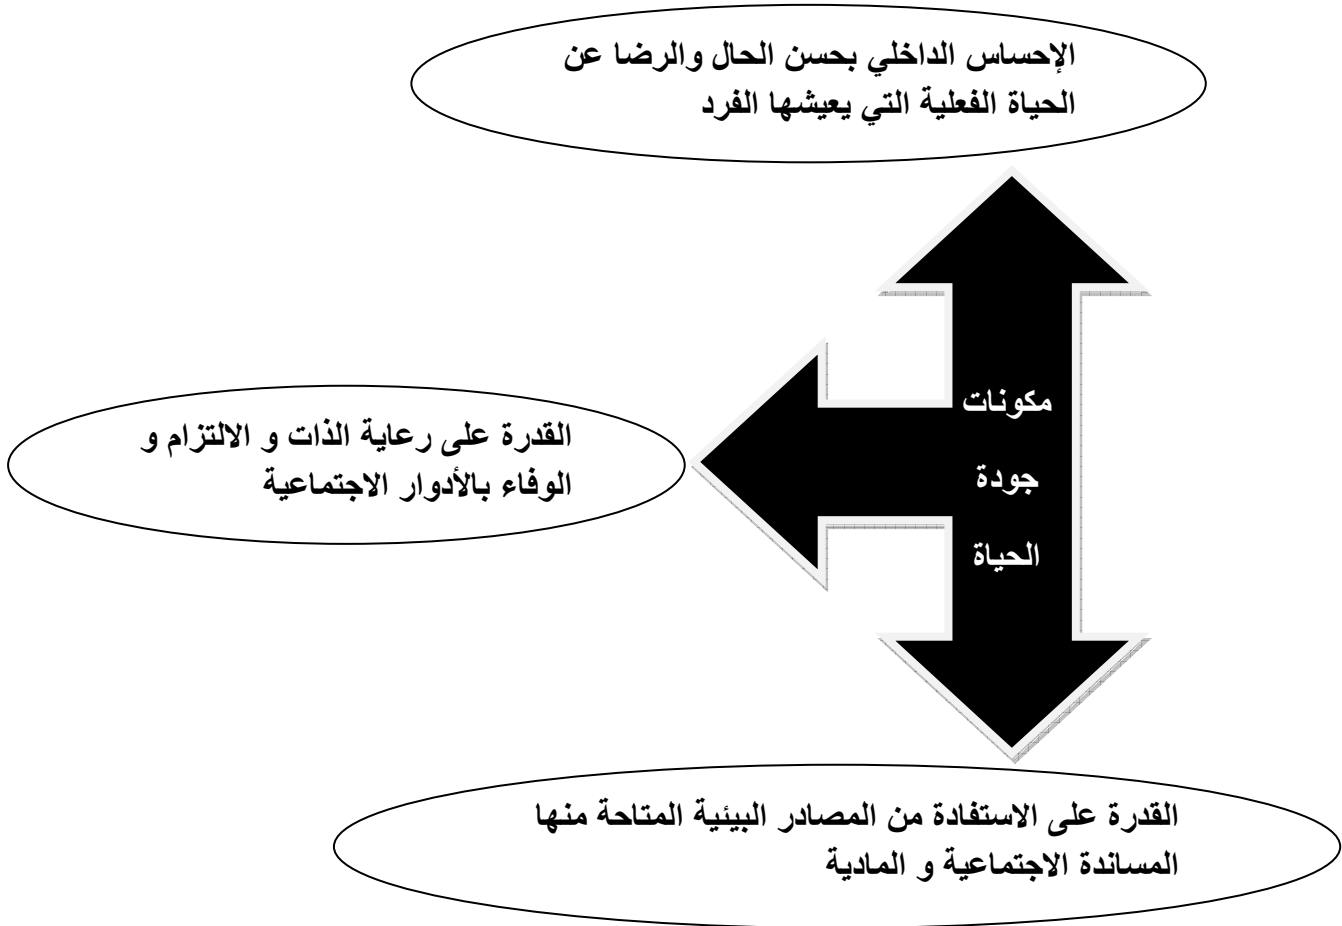 الإحساس الداخلي بحسن الحال والرضا عن
الحياة الفعلية التي يعيشها الفرد
مكونات
جودة
الحياة
القدرة على رعاية الذات و الالتزام و
الوفاء بالأدوار الاجتماعية
القدرة على الاستفادة من المصادر البيئية المتاحة منها
المساندة الاجتماعية و المادية